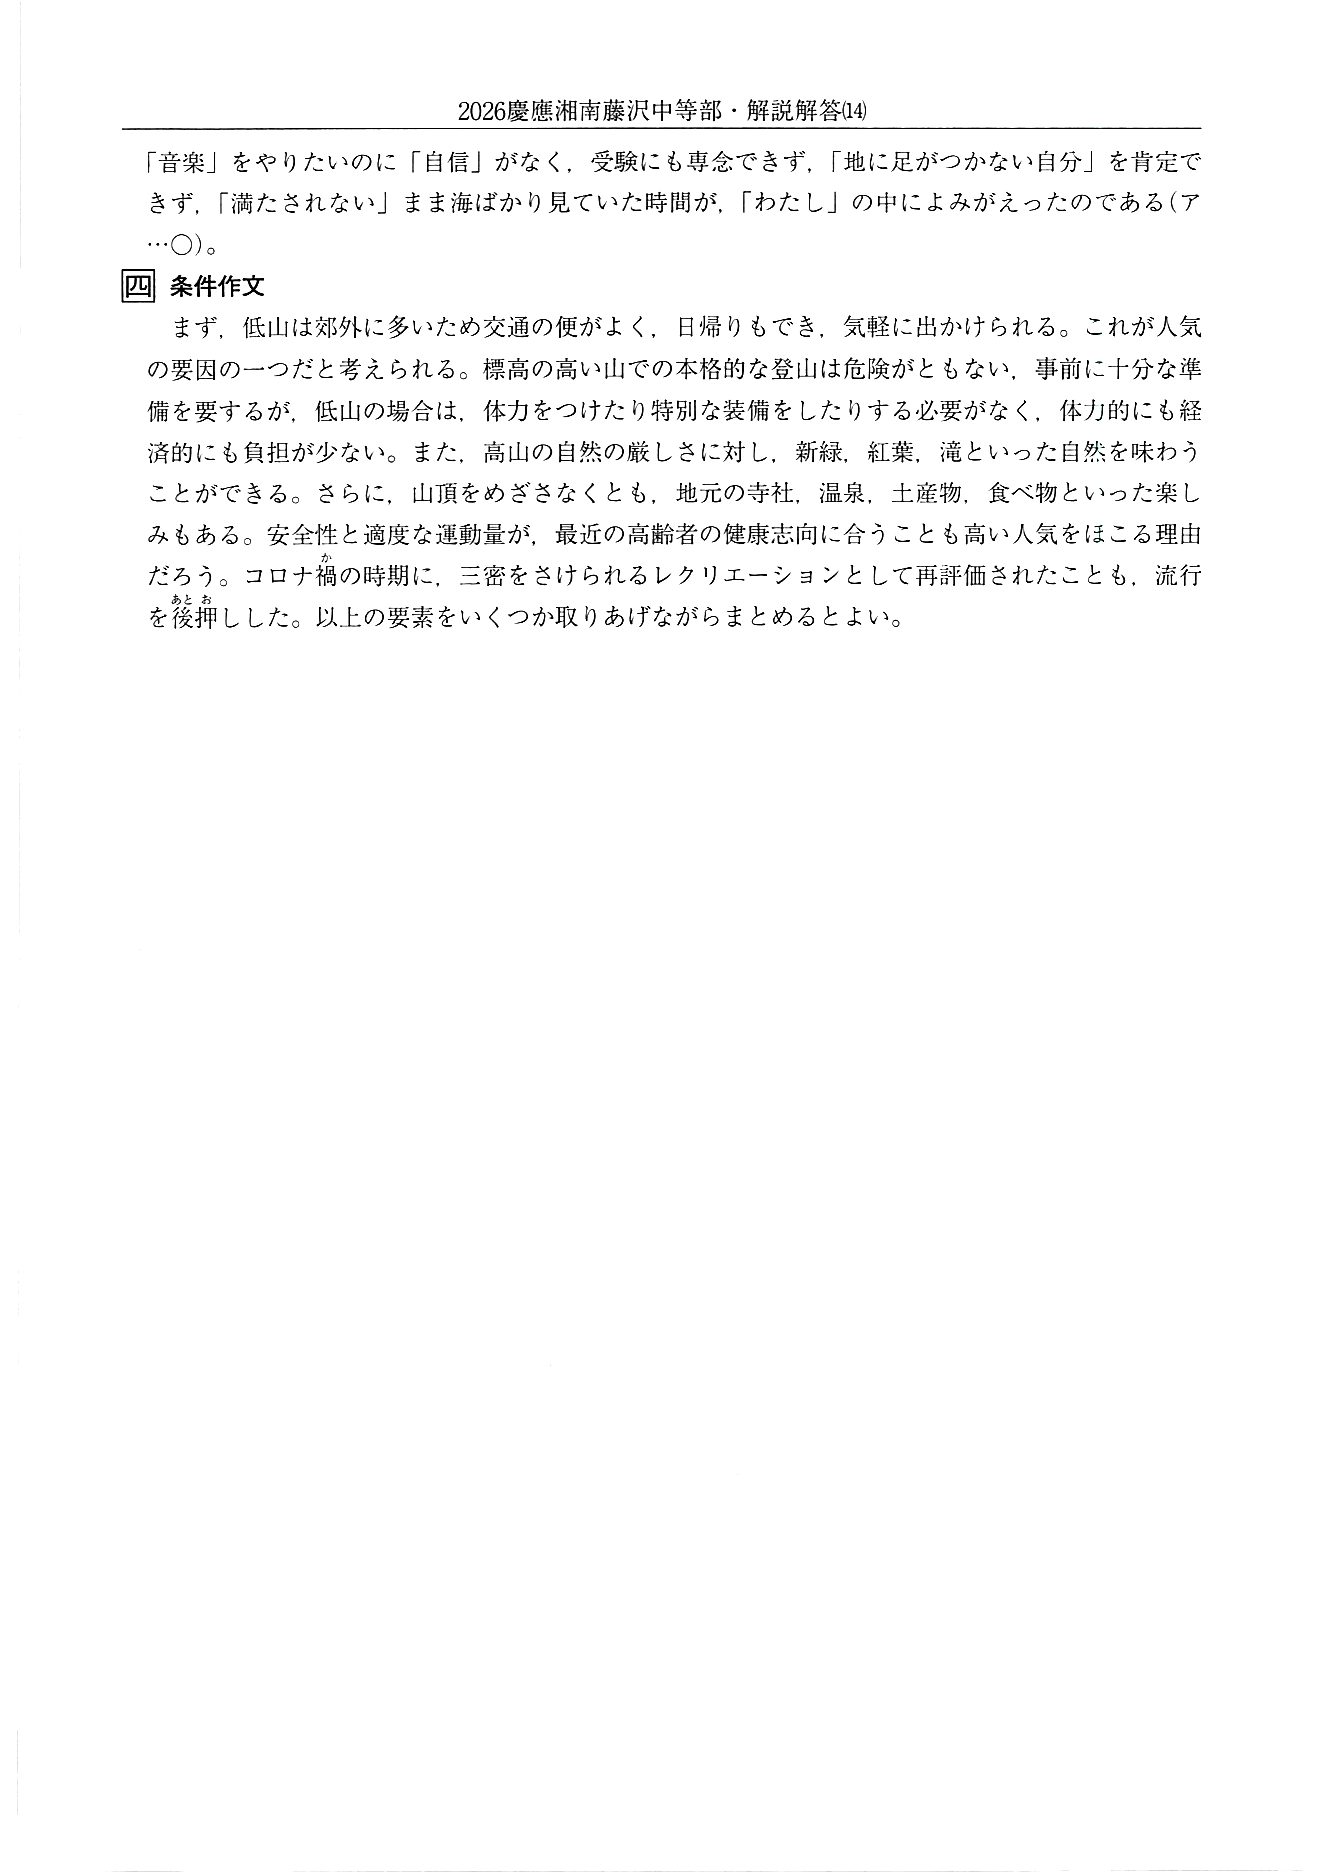 2026慶應湘南藤沢中等部・解説解答(14)
「音楽」をやりたいのに「自信」がなく，受験にも専念できず，「地に足がつかない自分」を肯定で
きず，「満たされない」まま海ばかり見ていた時間が，「わたし」の中によみがえったのである（ア
…○）。
四 条件作文
まず，低山は郊外に多いため交通の便がよく，日帰りもでき，気軽に出かけられる。これが人気
の要因の一つだと考えられる。標高の高い山での本格的な登山は危険がともない，事前に十分な準
備を要するが，低山の場合は，体力をつけたり特別な装備をしたりする必要がなく，体力的にも経
済的にも負担が少ない。また，高山の自然の厳しさに対し，新緑，紅葉，滝といった自然を味わう
ことができる。さらに，山頂をめざさなくとも，地元の寺社，温泉，土産物，食べ物といった楽し
みもある。安全性と適度な運動量が，最近の高齢者の健康志向に合うことも高い人気をほこる理由
か
だろう。コロナ禍の時期に，三密をさけられるレクリエーションとして再評価されたことも，流行
あと お
を後押しした。以上の要素をいくつか取りあげながらまとめるとよい。